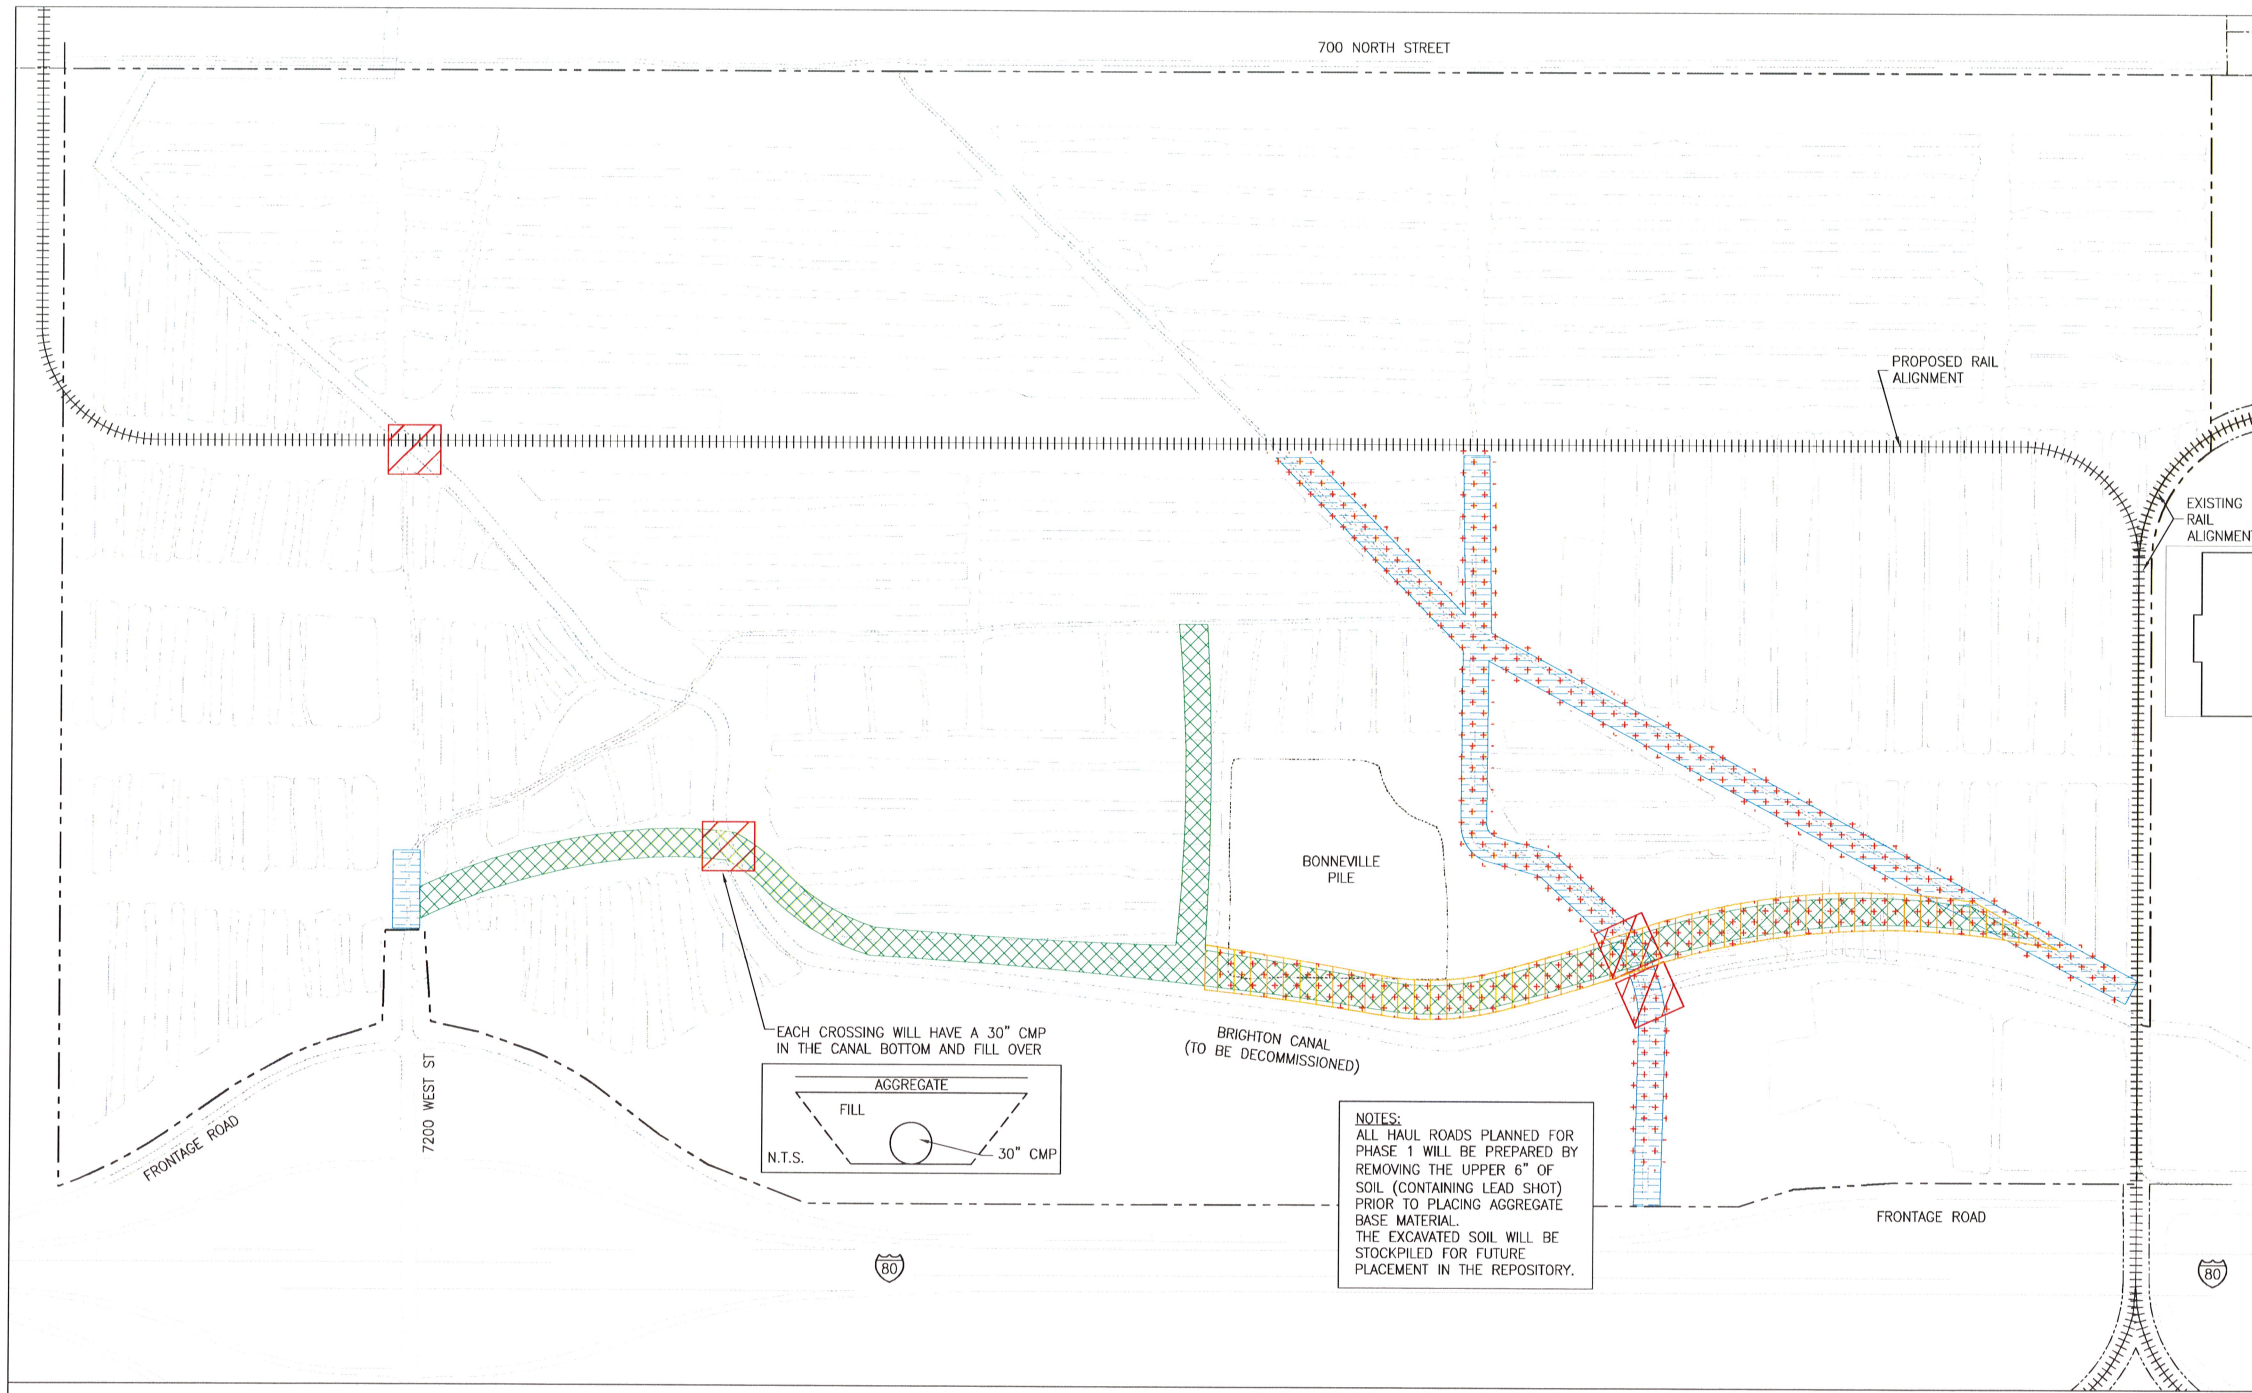 700 NORTH STREET
PROPOSED RAIL
ALIGNMENT
EXISTING
RAIL
ALIGNMENT
BONNEVILLE
PILE
EACH CROSSING WILL HAVE A 30" CMP
IN THE CANAL BOTTOM AND FILL OVER
AGGREGATE
FILL
30" CMP
N.T.S.
BRIGHTON CANAL
(TO BE DECOMMISSIONED)
7200 WEST ST
FRONTAGE ROAD
NOTES:
ALL HAUL ROADS PLANNED FOR
PHASE 1 WILL BE PREPARED BY
REMOVING THE UPPER 6" OF
SOIL (CONTAINING LEAD SHOT)
PRIOR TO PLACING AGGREGATE
BASE MATERIAL.
THE EXCAVATED SOIL WILL BE
STOCKPILED FOR FUTURE
PLACEMENT IN THE REPOSITORY.
FRONTAGE ROAD
80
80